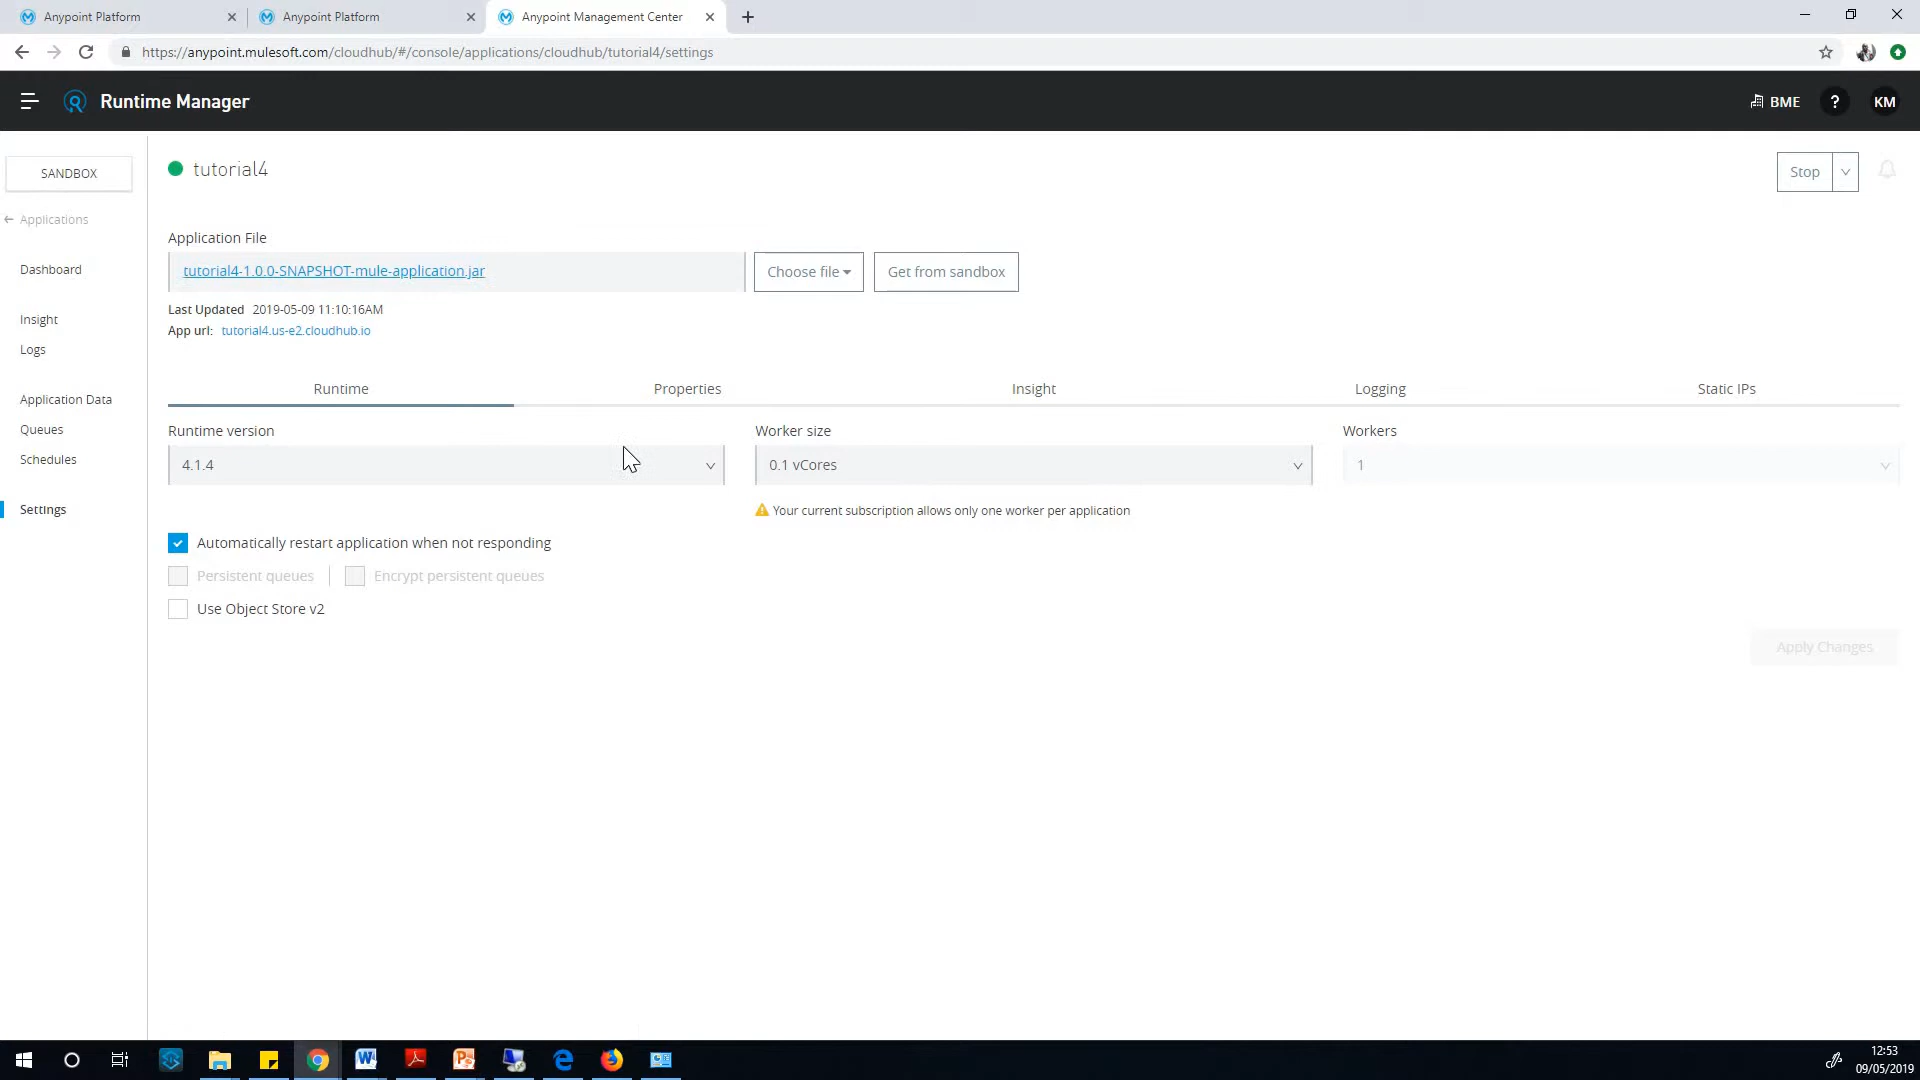 Anypoint Platform
Anypoint Platform
Anypoint Management Center
https://anypoint.mulesoft.com/cloudhub/#/console/applications/cloudhub/tutorial4/settings
Runtime Manager
BME
?
KM
SANDBOX
tutorial4
Stop
Applications
Application File
Dashboard
tutorial4-1.0.0-SNAPSHOT-mule-application.jar
Choose file
Get from sandbox
Last Updated 2019-05-09 11:10:16AM
Insight
App url: tutorial4.us-e2.cloudhub.io
Logs
Runtime
Properties
Insight
Logging
Static IPs
Application Data
Queues
Runtime version
Worker size
Workers
Schedules
4.1.4
0.1 vCores
1
Settings
Your current subscription allows only one worker per application
Automatically restart application when not responding
Persistent queues
Encrypt persistent queues
Use Object Store v2
Apply Changes
12:53
09/05/2019